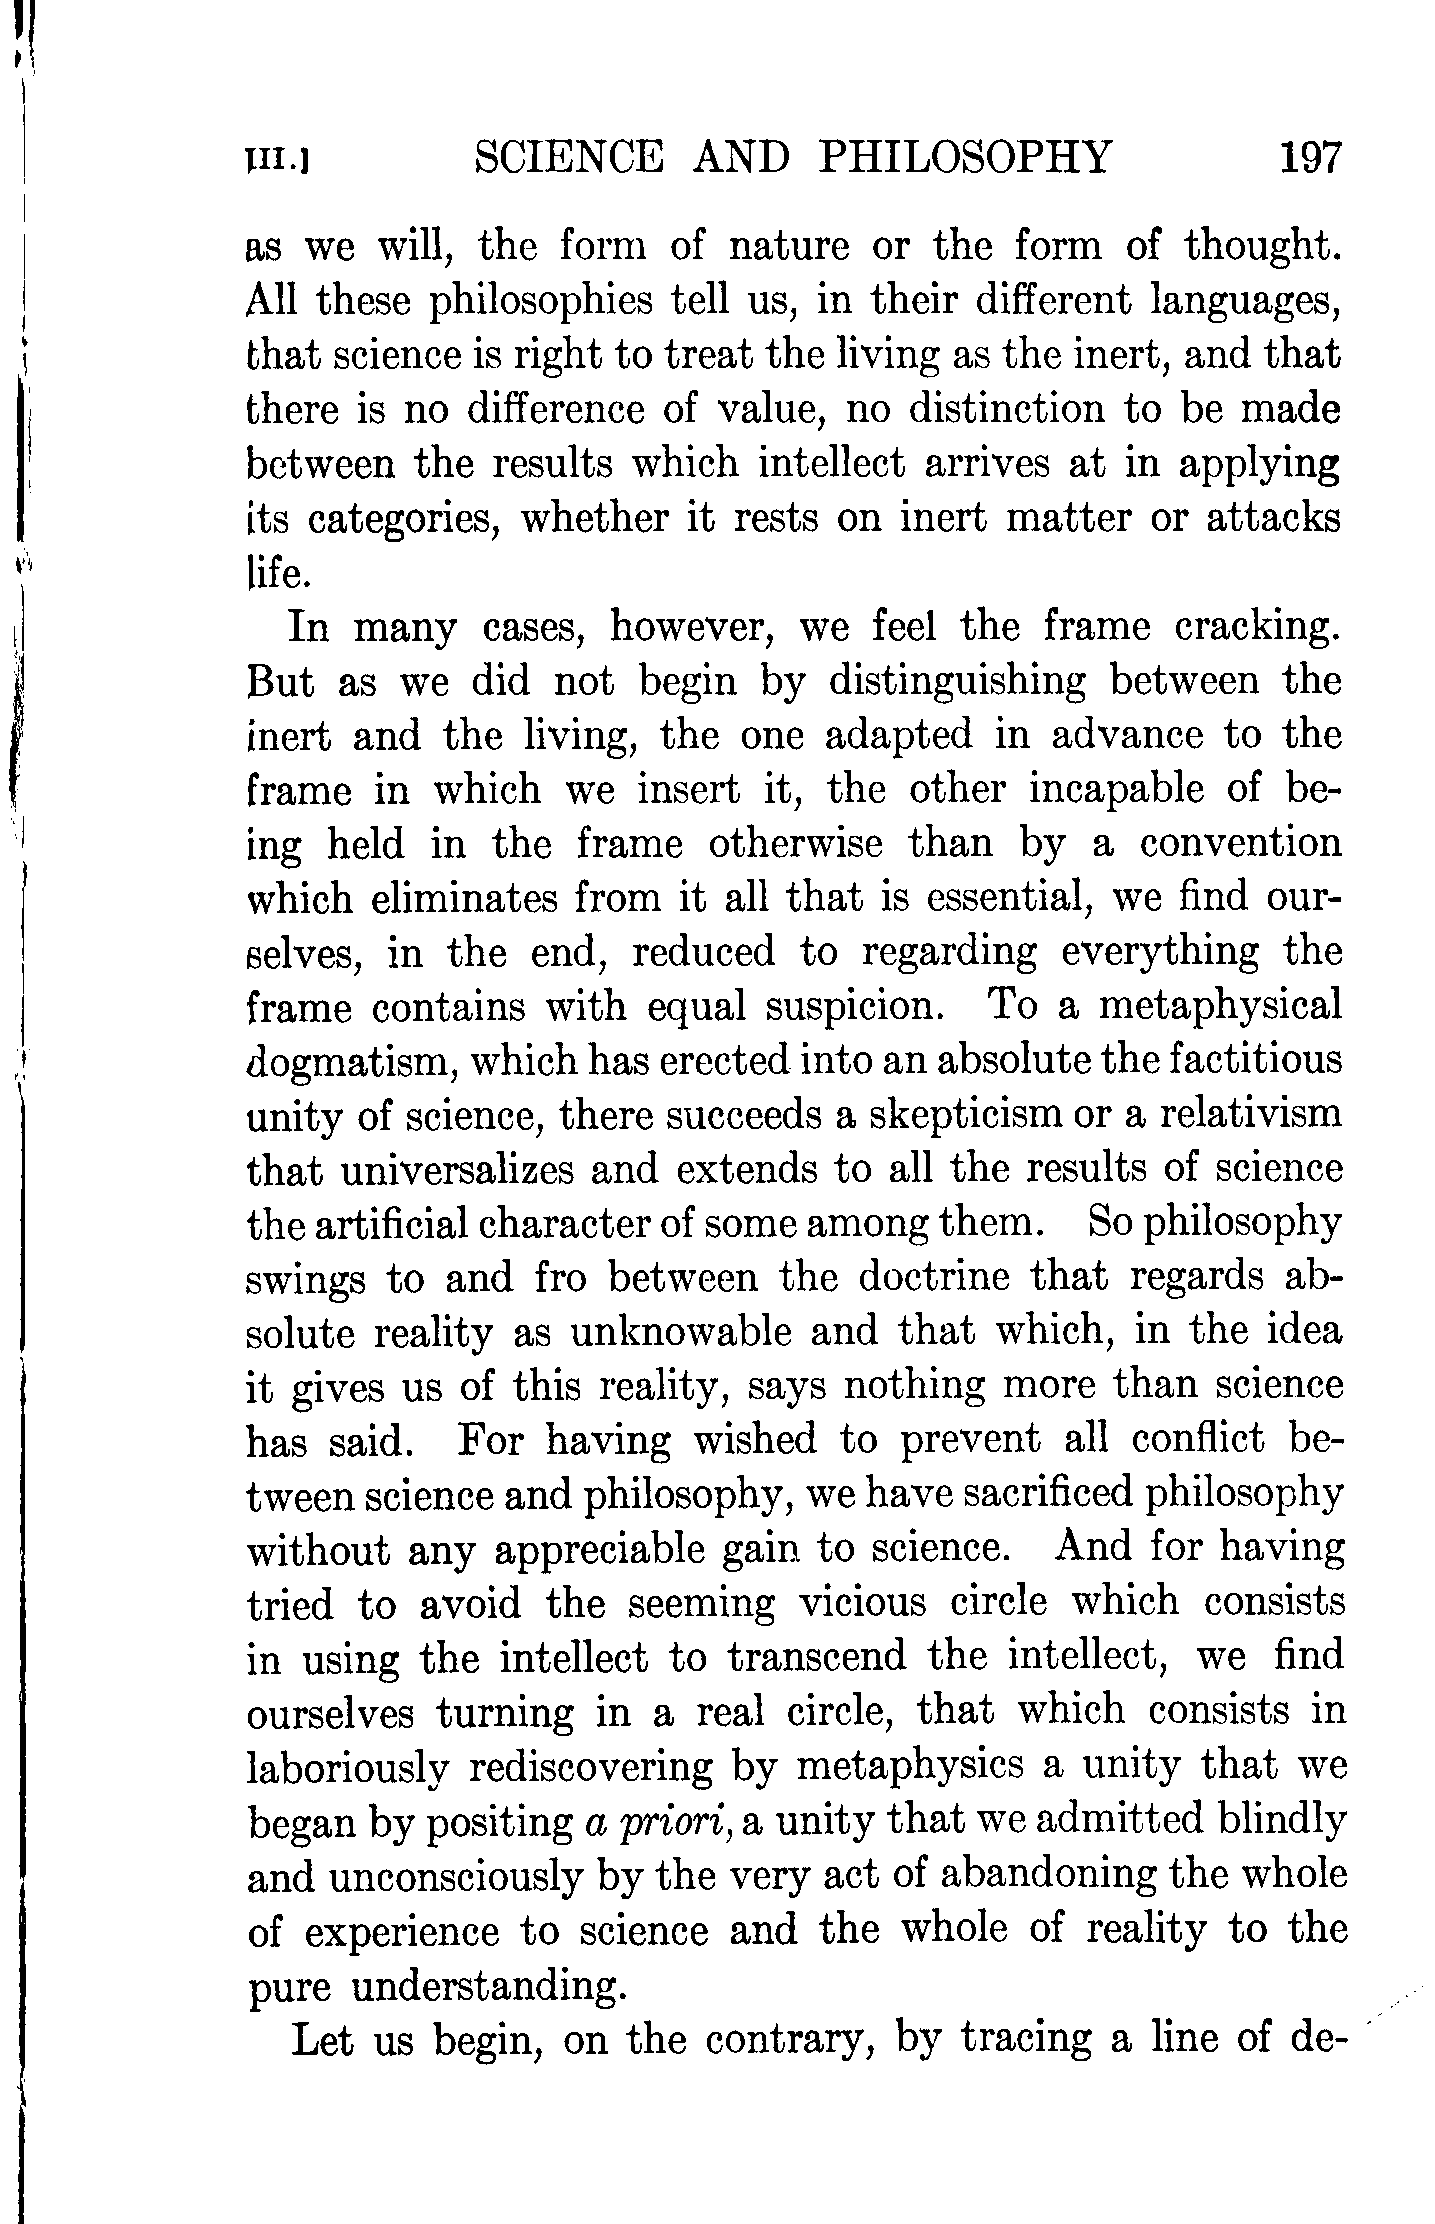 III.] SCIENCE AND PHILOSOPHY 197
as we will, the form of nature or the form of thought.
All these philosophies tell us, in their different languages,
that science is right to treat the living as the inert, and that
there is no difference of value, no distinction to be made
between the results which intellect arrives at in applying
its categories, whether it rests on inert matter or attacks
life.
In many cases, however, we feel the frame cracking.
But as we did not begin by distinguishing between the
inert and the living, the one adapted in advance to the
frame in which we insert it, the other incapable of be-
ing held in the frame otherwise than by a convention
which eliminates from it all that is essential, we find our-
selves, in the end, reduced to regarding everything the
frame contains with equal suspicion. To a metaphysical
dogmatism, which has erected into an absolute the factitious
unity of science, there succeeds a skepticism or a relativism
that universalizes and extends to all the results of science
the artificial character of some among them. So philosophy
swings to and fro between the doctrine that regards ab-
solute reality as unknowable and that which, in the idea
it gives us of this reality, says nothing more than science
has said. For having wished to prevent all conflict be-
tween science and philosophy, we have sacrificed philosophy
without any appreciable gain to science. And for having
tried to avoid the seeming vicious circle which consists
in using the intellect to transcend the intellect, we find
ourselves turning in a real circle, that which consists in
laboriously rediscovering by metaphysics a unity that we
began by positing a priori, a unity that we admitted blindly
and unconsciously by the very act of abandoning the whole
of experience to science and the whole of reality to the
pure understanding.
Let us begin, on the contrary, by tracing a line of de-